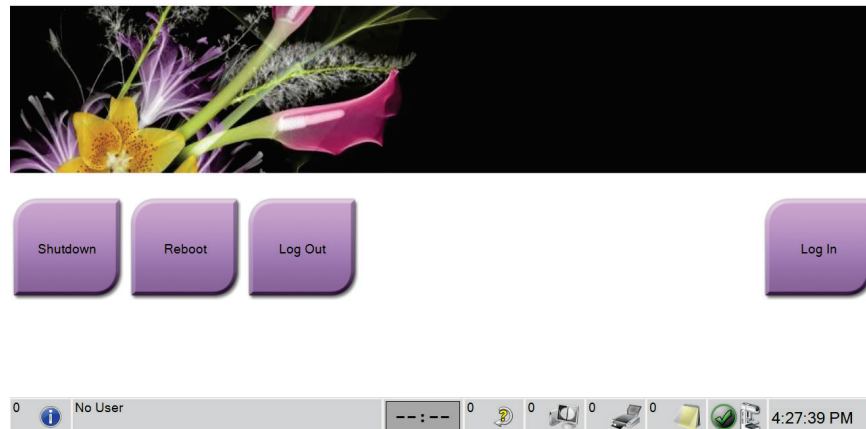 Shutdown
Reboot
Log Out
Log In
0
No User
--:--
0
0
0
0
4:27:39 PM